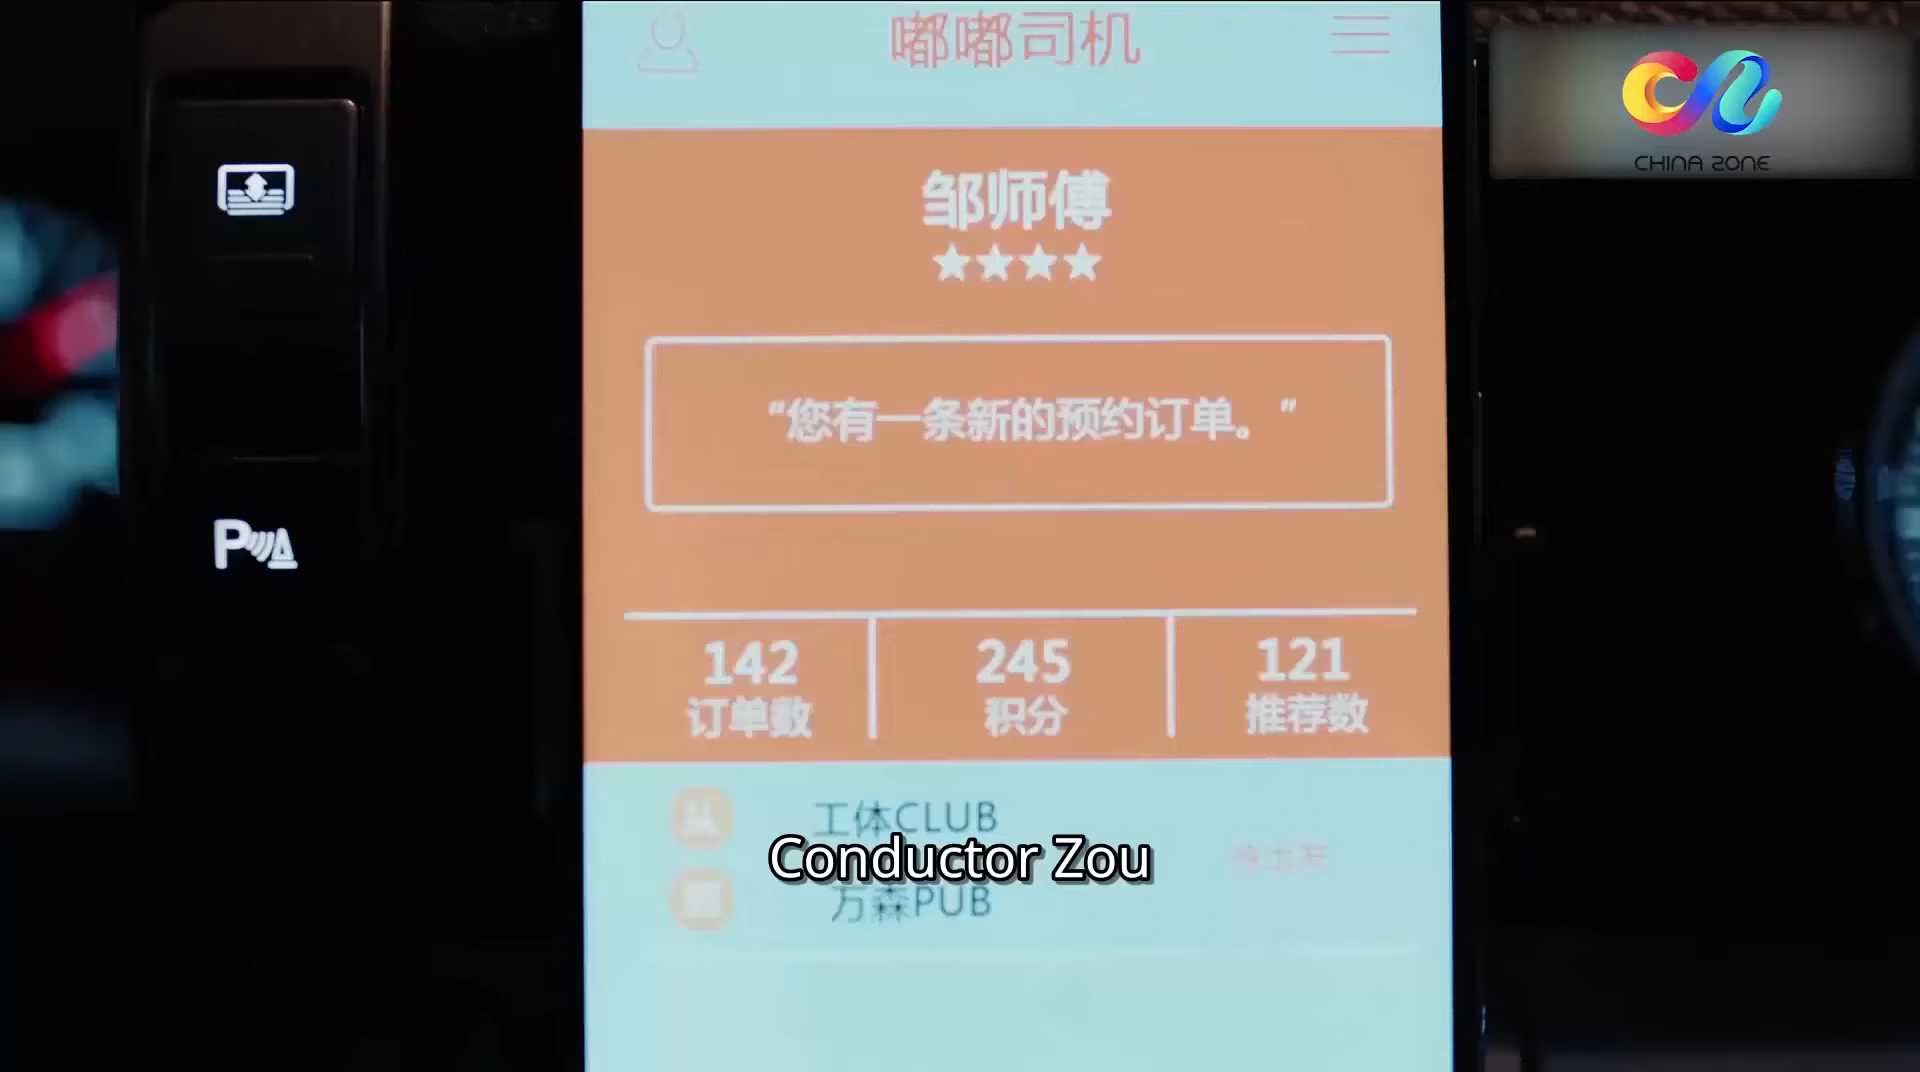 嘟嘟司机
CHINA ZONE
邹师傅
“您有一条新的预约订单。”
142
订单数
245
积分
121
推荐数
从
工体CLUB
Conductor Zou
万森PUB
P